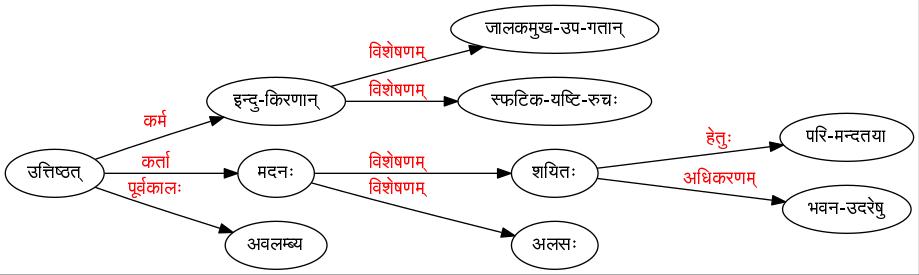 जालकमुख-उप-गतान्
विशेषणम्
इन्दु-किरणान्
विशेषणम्
स्फटिक-यष्टि-रुचः
कर्म
हेतुः
परि-मन्दतया
उत्तिष्ठत्
कर्ता
मदनः
विशेषणम्
शयितः
पूर्वकालः
विशेषणम्
अधिकरणम्
भवन-उदरेषु
अवलम्ब्य
अलसः